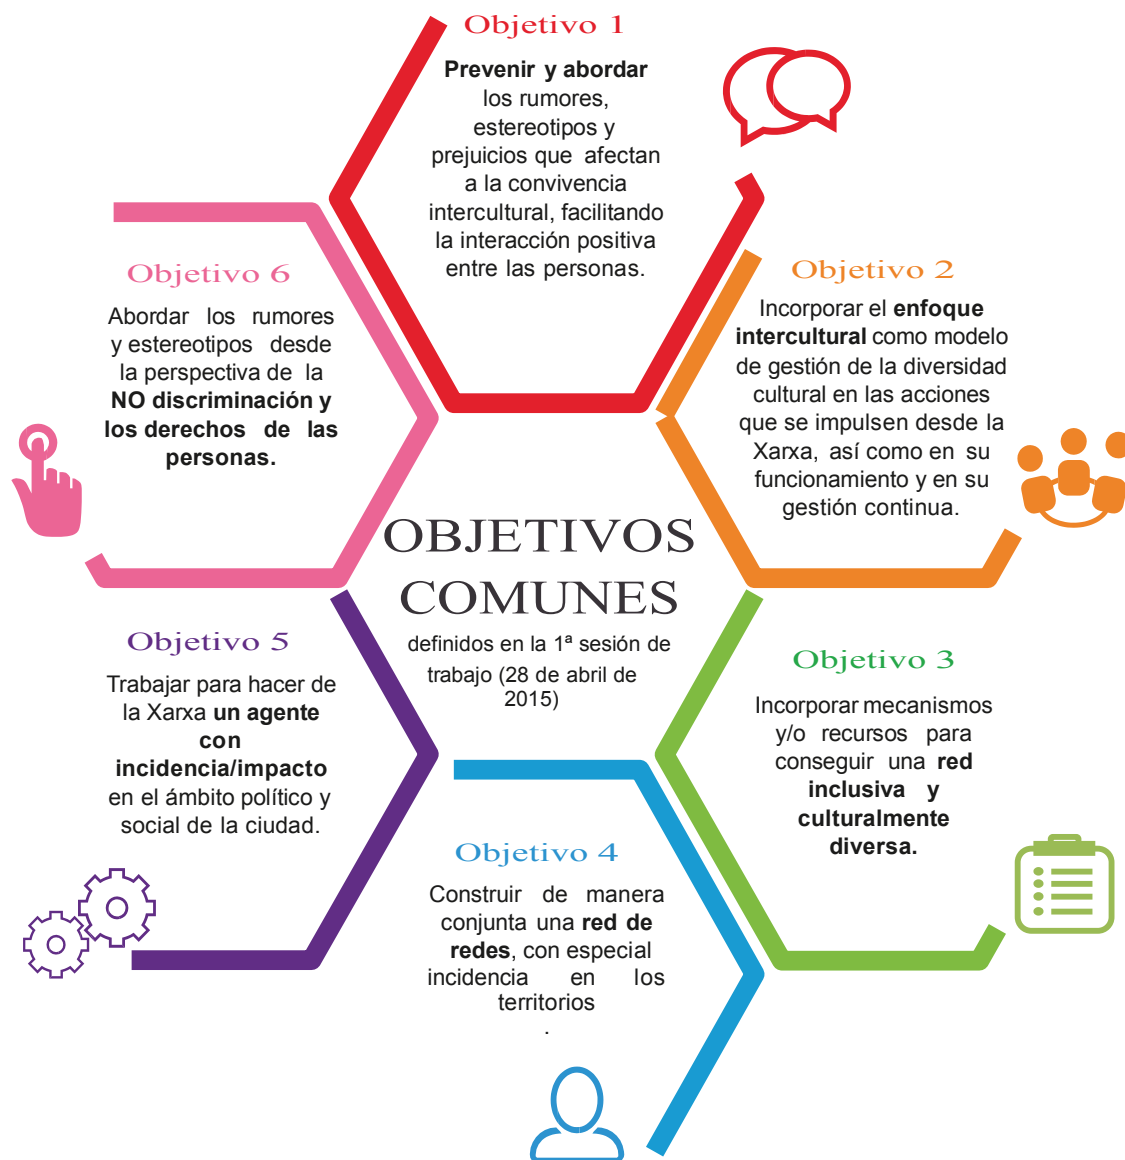 Objetivo 1
Prevenir y abordar
los rumores,
estereotipos y
prejuicios que afectan
a la convivencia
intercultural, facilitando
la interacción positiva
entre las personas.
Objetivo 2
Incorporar el enfoque
intercultural como modelo
de gestión de la diversidad
cultural en las acciones
que se impulsen desde la
Xarxa, así como en su
funcionamiento y en su
gestión continua.
Objetivo 6
Abordar los rumores
y estereotipos desde
la perspectiva de la
NO discriminación y
los derechos de las
personas.
OBJETIVOS
COMUNES
definidos en la 1ª sesión de
trabajo (28 de abril de
2015)
Objetivo 3
Incorporar mecanismos
y/o recursos para
conseguir una red
inclusiva y
culturalmente
diversa.
Objetivo 5
Trabajar para hacer de
la Xarxa un agente
con
incidencia/impacto
en el ámbito político y
social de la ciudad.
Objetivo 4
Construir de manera
conjunta una red de
redes, con especial
incidencia en los
territorios
.